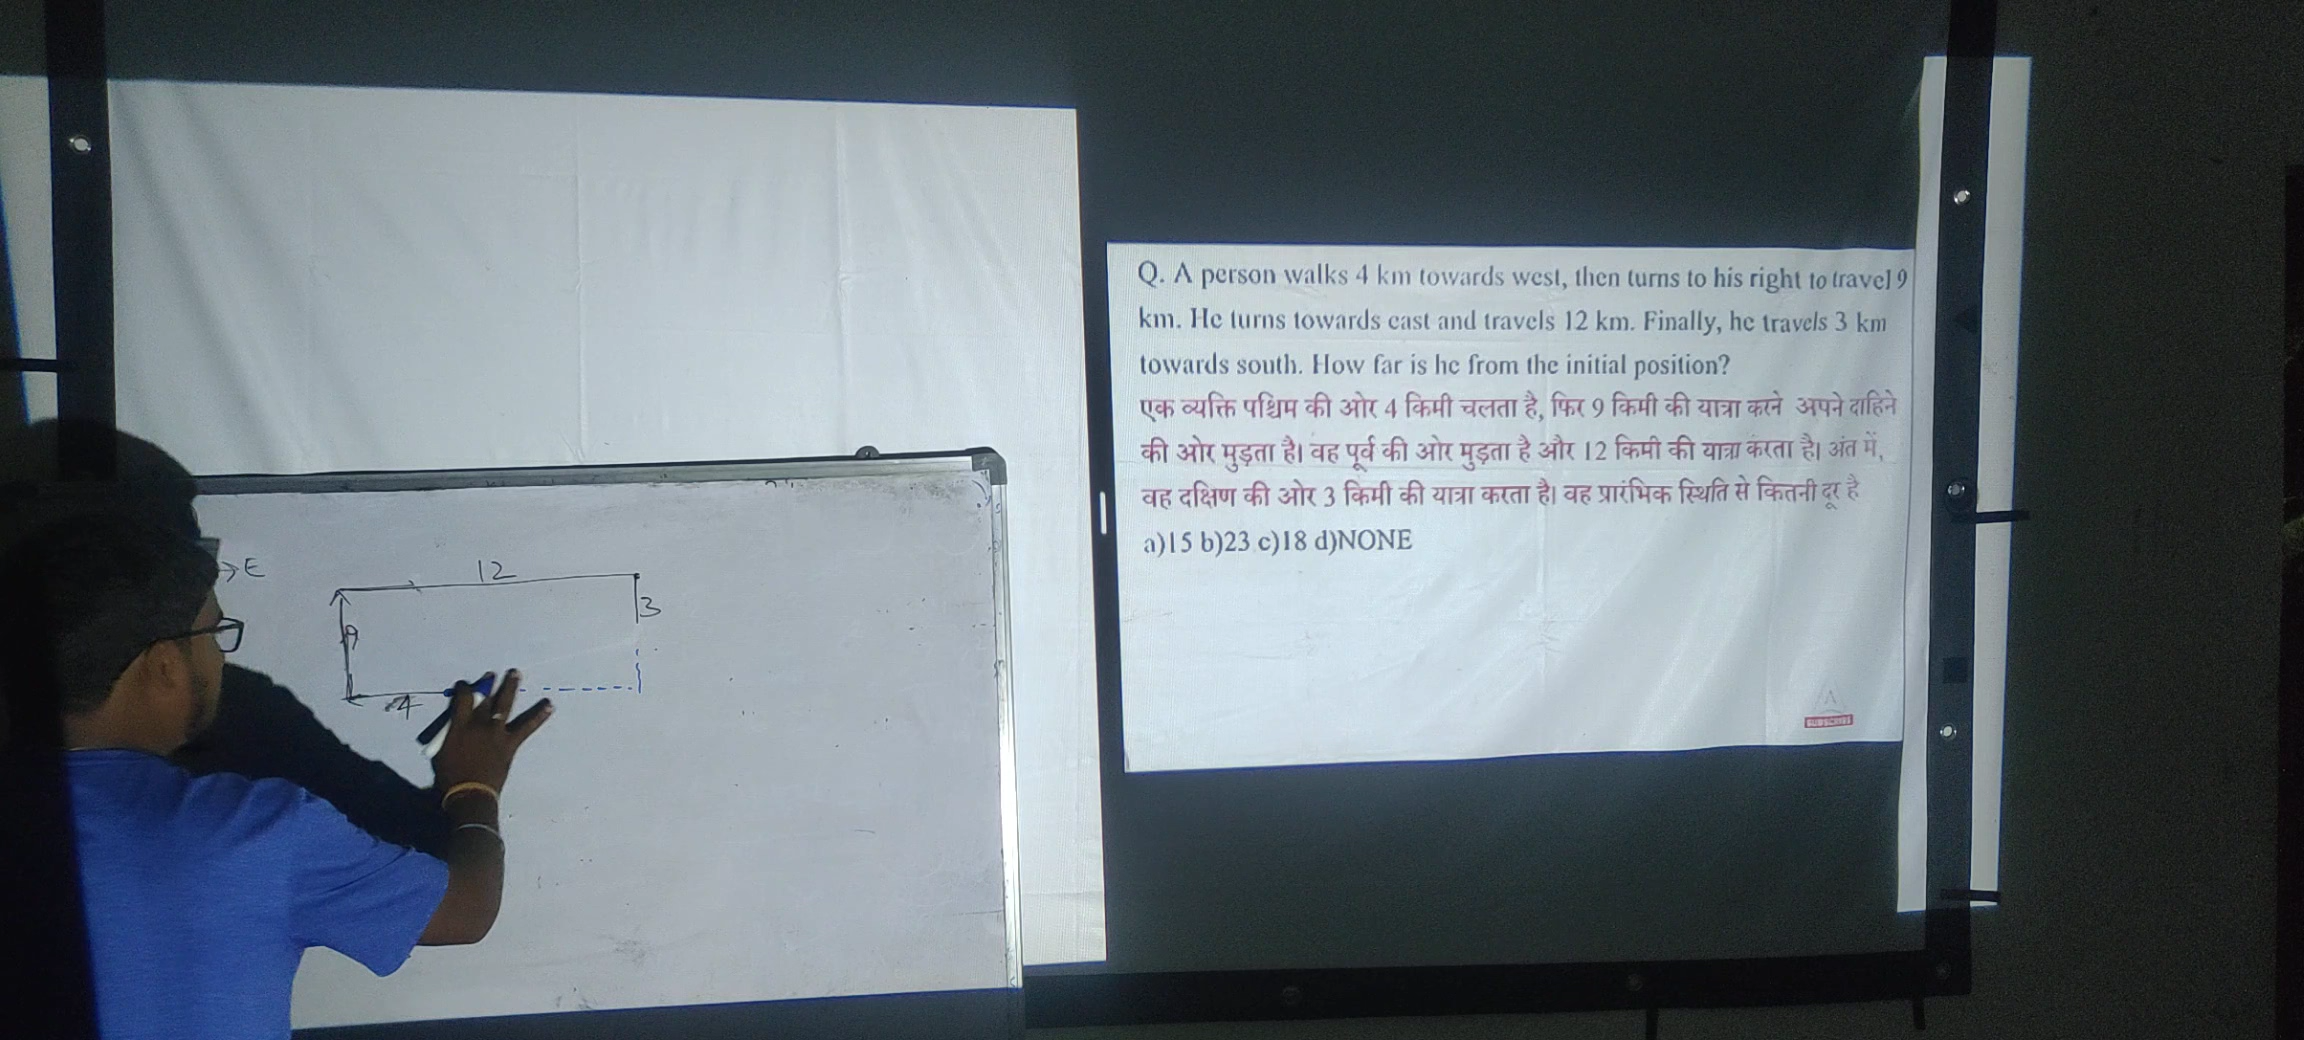 Q. A person walks 4 km towards west, then turns to his right to travel 9
km. He turns towards east and travels 12 km. Finally, he travels 3 km
towards south. How far is he from the initial position?
एक व्यक्ति पश्चिम की ओर 4 किमी चलता है, फिर 9 किमी की यात्रा करने अपने दाहिने
की ओर मुड़ता है। वह पूर्व की ओर मुड़ता है और 12 किमी की यात्रा करता है। अंत में,
वह दक्षिण की ओर 3 किमी की यात्रा करता है। वह प्रारंभिक स्थिति से कितनी दूर है
a)15 b)23 c)18 d)NONE
SUBSCRIBE
E
12
3
9
4